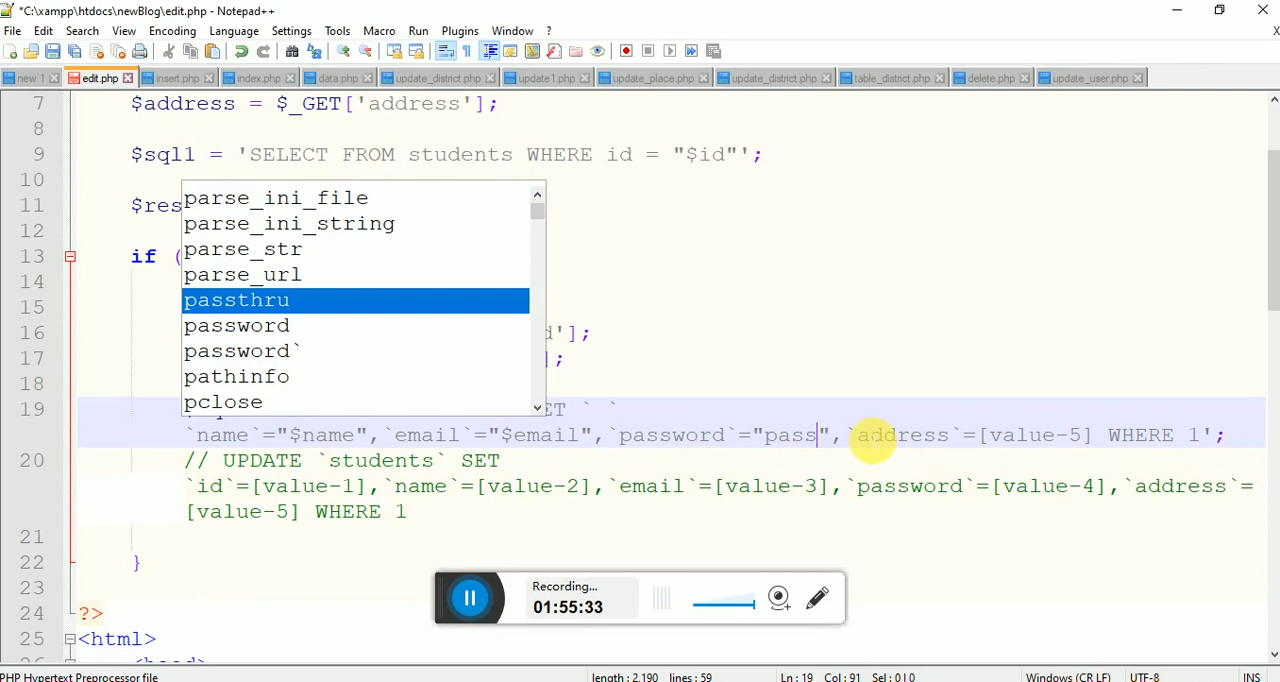 *C:\xampp\htdocs\newBlog\edit.php - Notepad++
File Edit Search View Encoding Language Settings Tools Macro Run Plugins Window ? X
new 1 edit.php insert.php index.php data.php update_district.php update1.php update_place.php update_district.php table_district.php delete.php update_user.php
7 $address = $_GET['address'];
8
9 $sql1 = 'SELECT FROM students WHERE id = "$id"';
10
11 $res
12
13 if (
14
15
16 d'];
17 ];
18
19 ET ` `
`name`="$name",`email`="$email",`password`="pass",`address`=[value-5] WHERE 1';
20 // UPDATE `students` SET
`id`=[value-1],`name`=[value-2],`email`=[value-3],`password`=[value-4],`address`=
[value-5] WHERE 1
21
22 }
23
24 ?>
25 <html>
parse_ini_file
parse_ini_string
parse_str
parse_url
passthru
password
password`
pathinfo
pclose
Recording...
01:55:33
PHP Hypertext Preprocessor file length : 2,190 lines : 59 Ln : 19 Col : 91 Sel : 0 | 0 Windows (CR LF) UTF-8 INS